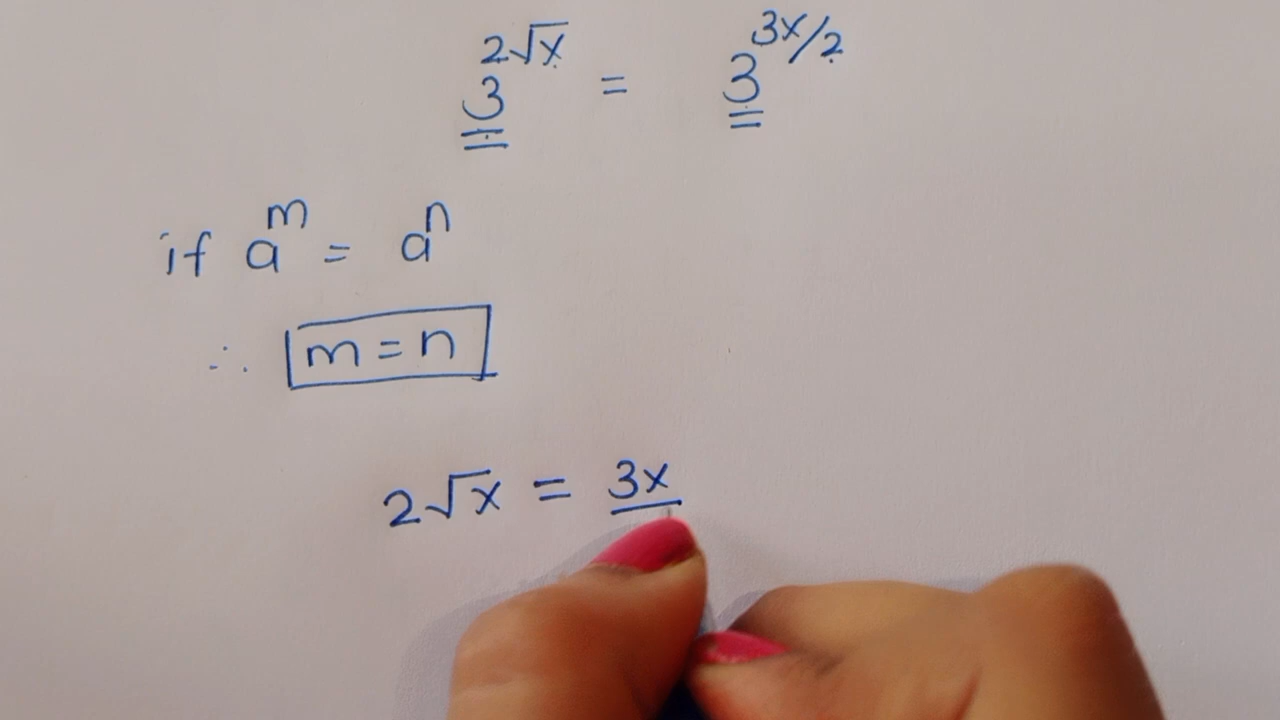 3^{2√x} = 3^{3x/2}
if a^m = a^n
∴ m = n
2√x = 3x